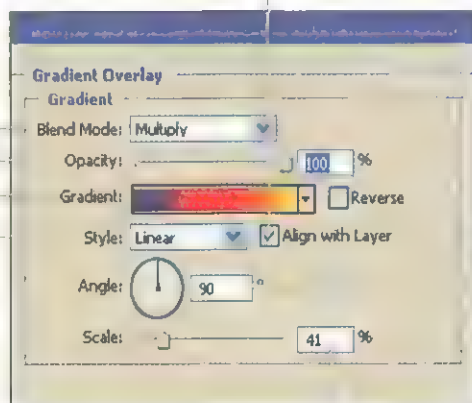 Gradient Overlay
Gradient
Blend Mode: Multiply
Opacity: 100 %
Gradient: Reverse
Style: Linear Align with Layer
Angle: 90 °
Scale: 41 %